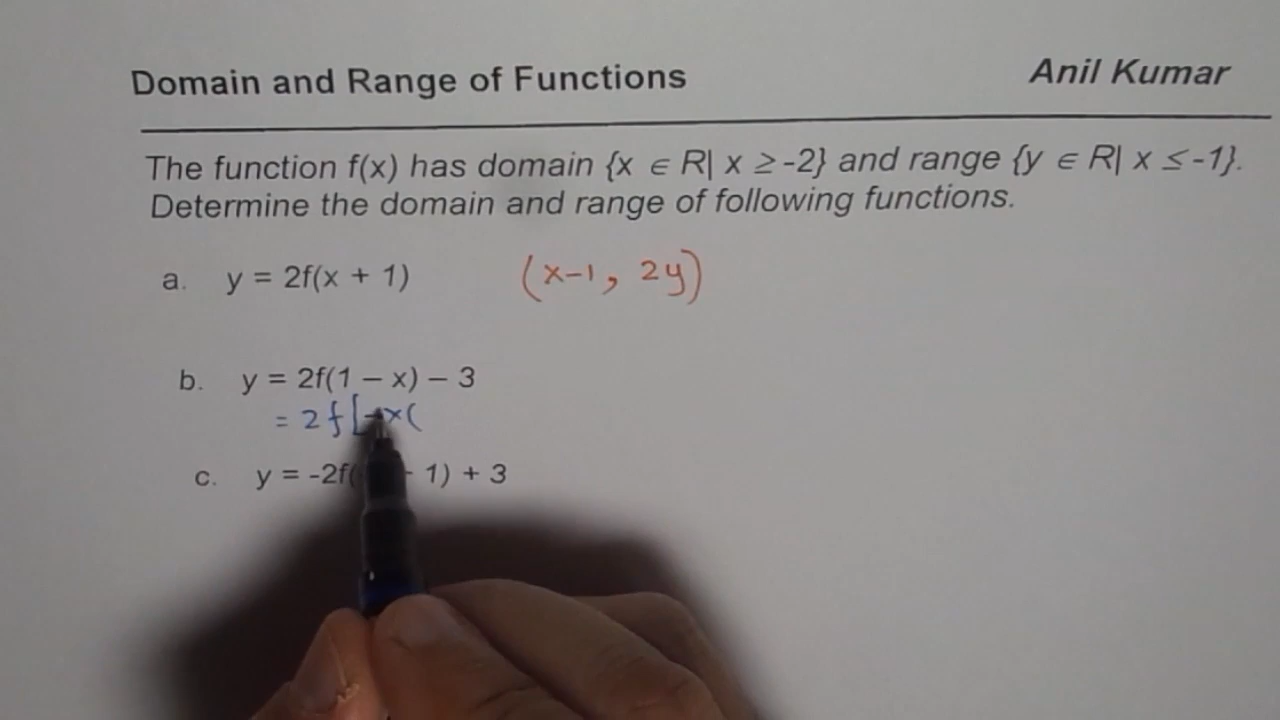 Domain and Range of Functions Anil Kumar
The function f(x) has domain {x ∈ R| x ≥ -2} and range {y ∈ R| x ≤ -1}.
Determine the domain and range of following functions.
a. y = 2f(x + 1) (x-1, 2y)
b. y = 2f(1 – x) – 3
= 2f[-x(
c. y = -2f( 1) + 3